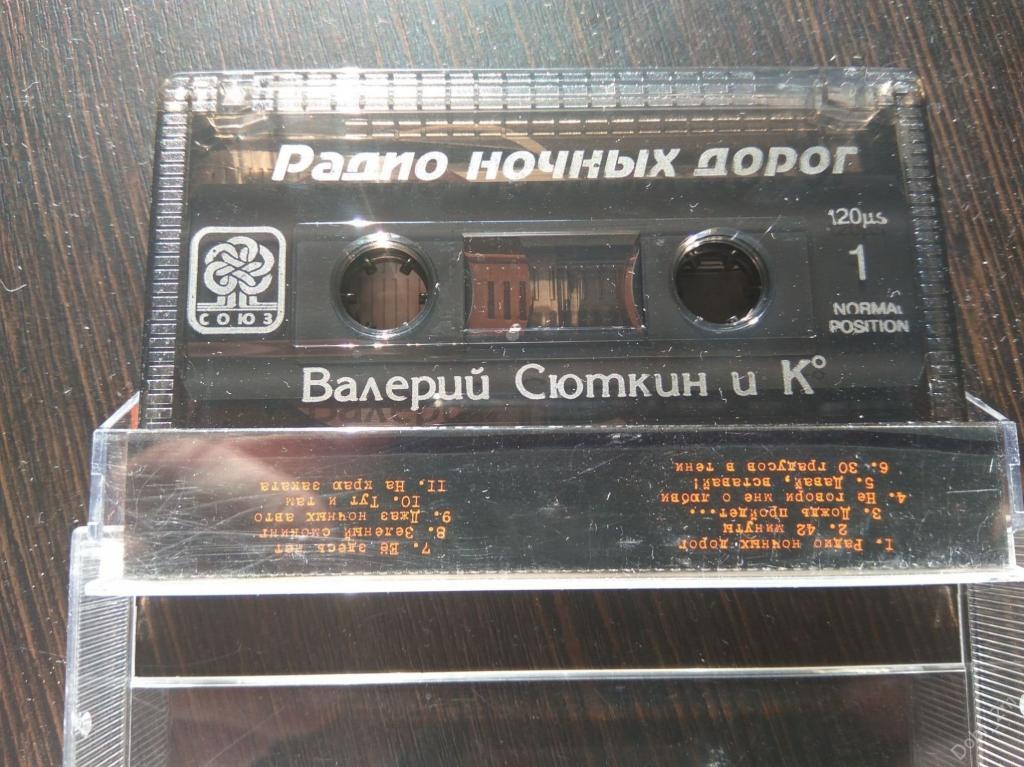 Радио ночных дорог
120µs
1
NORMAL
POSITION
СОЮЗ
Валерий Сюткин и К°
1. Радио ночных дорог
2. 42 минуты
3. Дождь пройдет...
4. Не говори мне о любви
5. Давай, вставай!
6. 30 градусов в тени
7. Её здесь нет
8. Зеленый смокинг
9. Джаз ночных авто
10. Тут и там
11. На краю заката